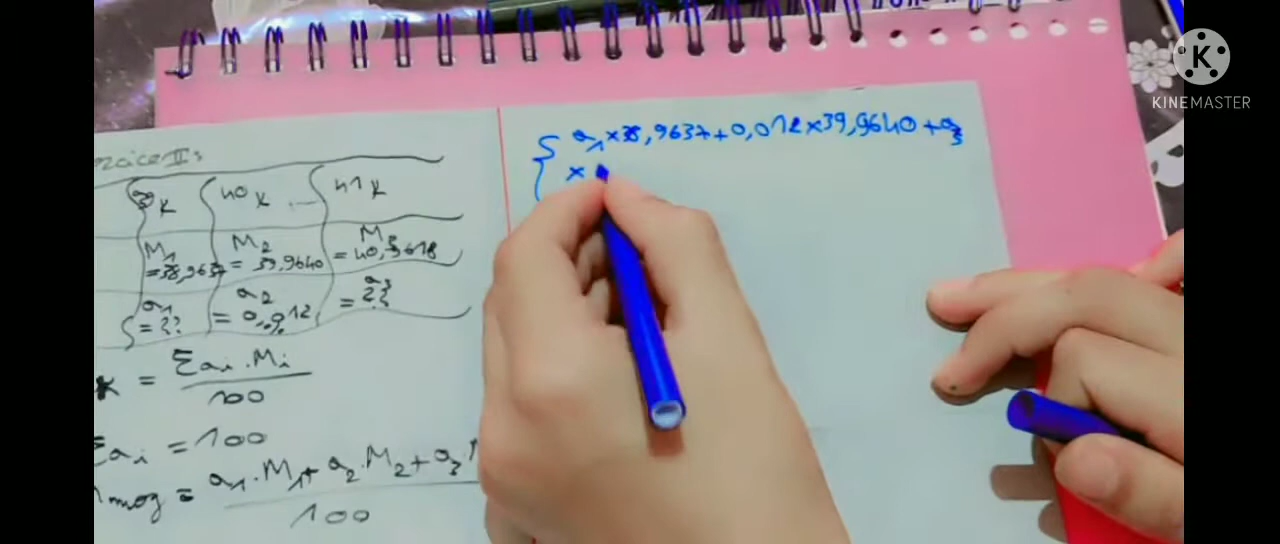 K
KINEMASTER
a₁ × 38,9637 + 0,012 × 39,9640 + a₃
×
rcice II:
39K 40K ... 41K
M₁ M₂ M₃
= 38,9637 = 39,9640 = 40,9618
a₁ a₂ a₃
= ?? = 0,012 = ??
K = Σai.Mi
100
Σai = 100
moy = a₁.M₁ + a₂.M₂ + a₃.
100